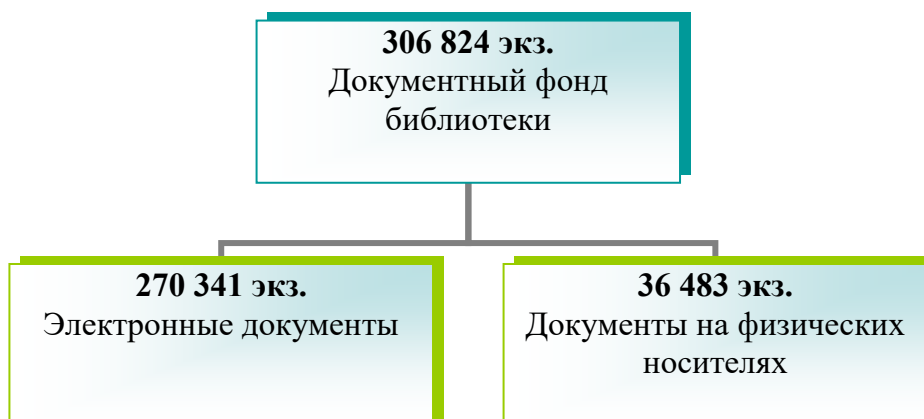 306 824 экз.
Документный фонд
библиотеки
270 341 экз.
Электронные документы
36 483 экз.
Документы на физических
носителях